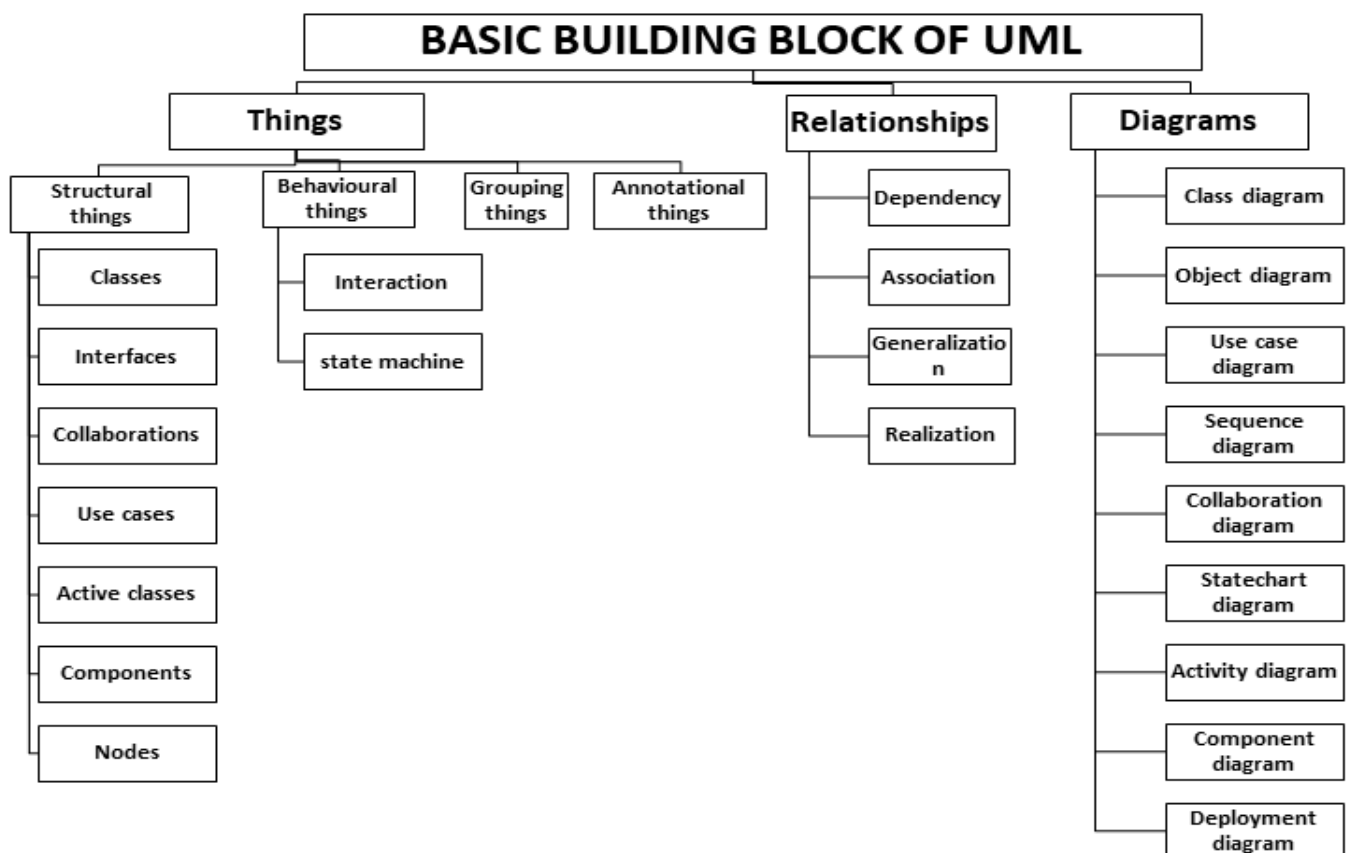 BASIC BUILDING BLOCK OF UML
Things
Relationships
Diagrams
Structural
things
Behavioural
things
Grouping
things
Annotational
things
Classes
Interfaces
Collaborations
Use cases
Active classes
Components
Nodes
Interaction
state machine
Dependency
Association
Generalizatio
n
Realization
Class diagram
Object diagram
Use case
diagram
Sequence
diagram
Collaboration
diagram
Statechart
diagram
Activity diagram
Component
diagram
Deployment
diagram